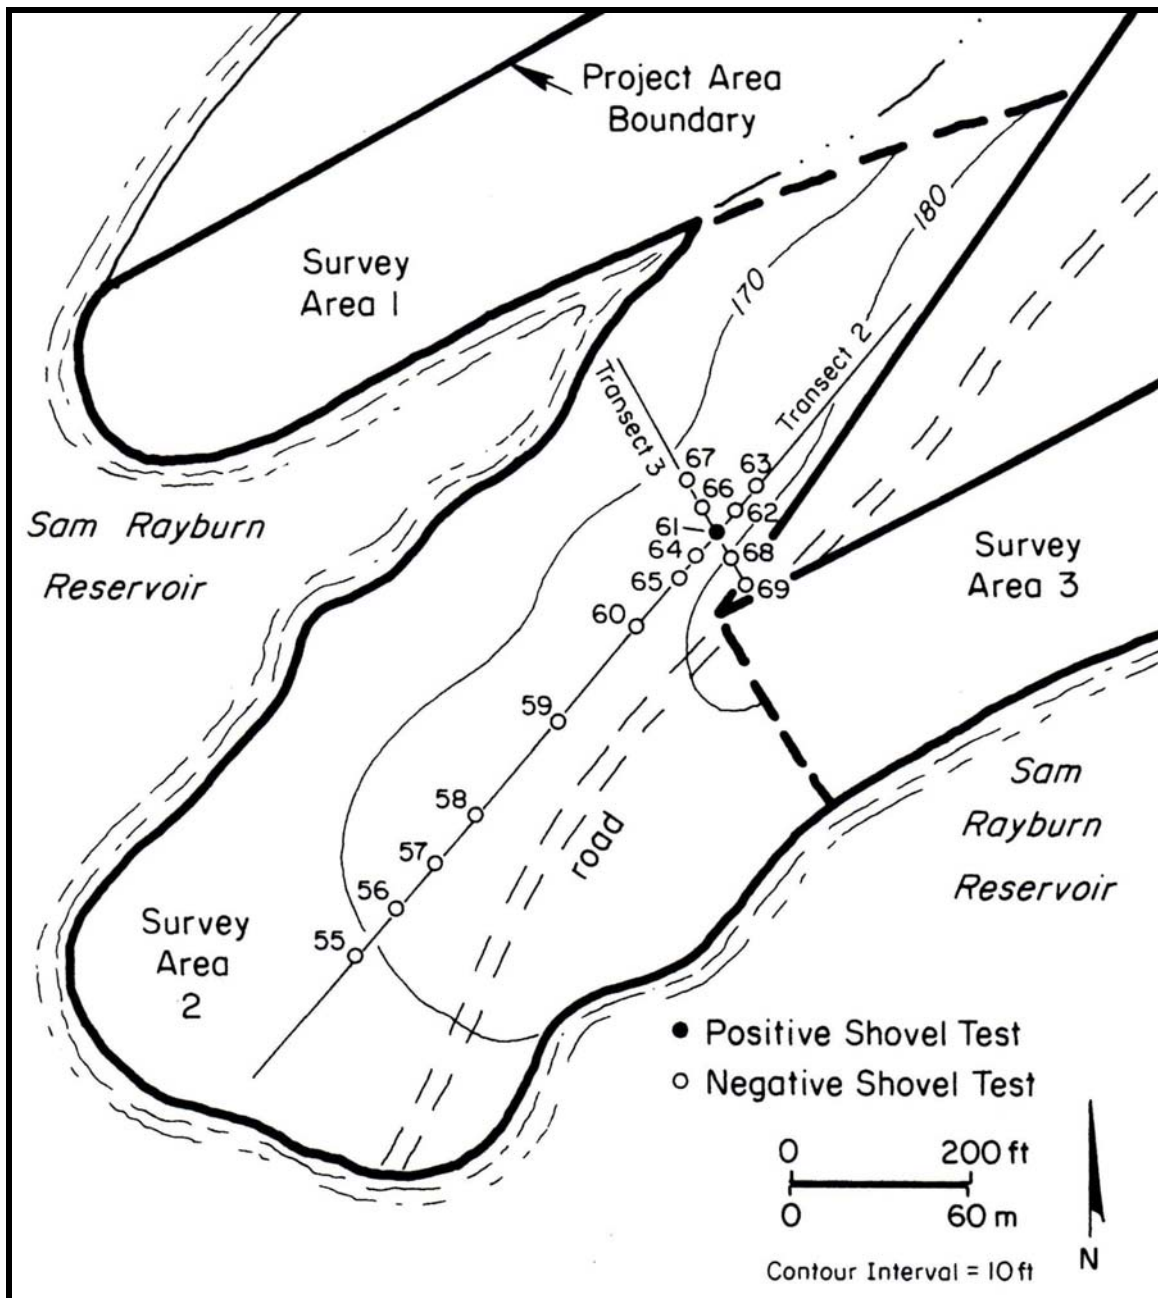 Project Area
Boundary
180
Survey
Area 1
170
Transect 2
Transect 3
67
63
66
62
61
64
68
65
69
60
Sam Rayburn
Reservoir
Survey
Area 3
59
58
57
56
55
road
Sam
Rayburn
Reservoir
Survey
Area
2
Positive Shovel Test
Negative Shovel Test
0 200 ft
0 60 m
N
Contour Interval = 10 ft